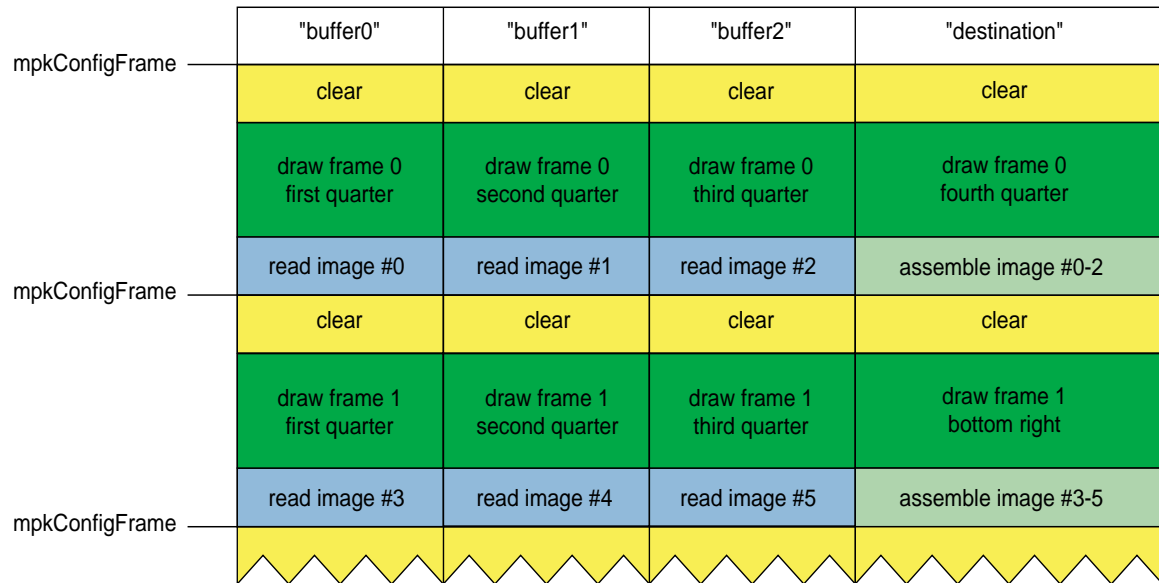 "buffer0" "buffer1" "buffer2" "destination"
mpkConfigFrame
clear clear clear clear
draw frame 0 draw frame 0 draw frame 0 draw frame 0
first quarter second quarter third quarter fourth quarter
read image #0 read image #1 read image #2 assemble image #0-2
mpkConfigFrame
clear clear clear clear
draw frame 1 draw frame 1 draw frame 1 draw frame 1
first quarter second quarter third quarter bottom right
read image #3 read image #4 read image #5 assemble image #3-5
mpkConfigFrame